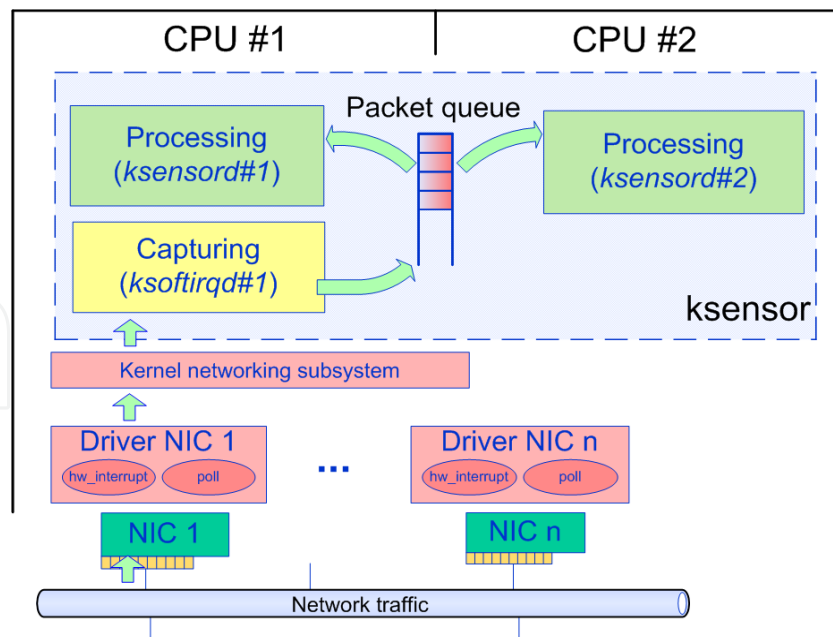 CPU #1
CPU #2
Packet queue
Processing
(ksensord#1)
Processing
(ksensord#2)
Capturing
(ksoftirqd#1)
ksensor
Kernel networking subsystem
Driver NIC 1
hw_interrupt
poll
...
Driver NIC n
hw_interrupt
poll
NIC 1
NIC n
Network traffic